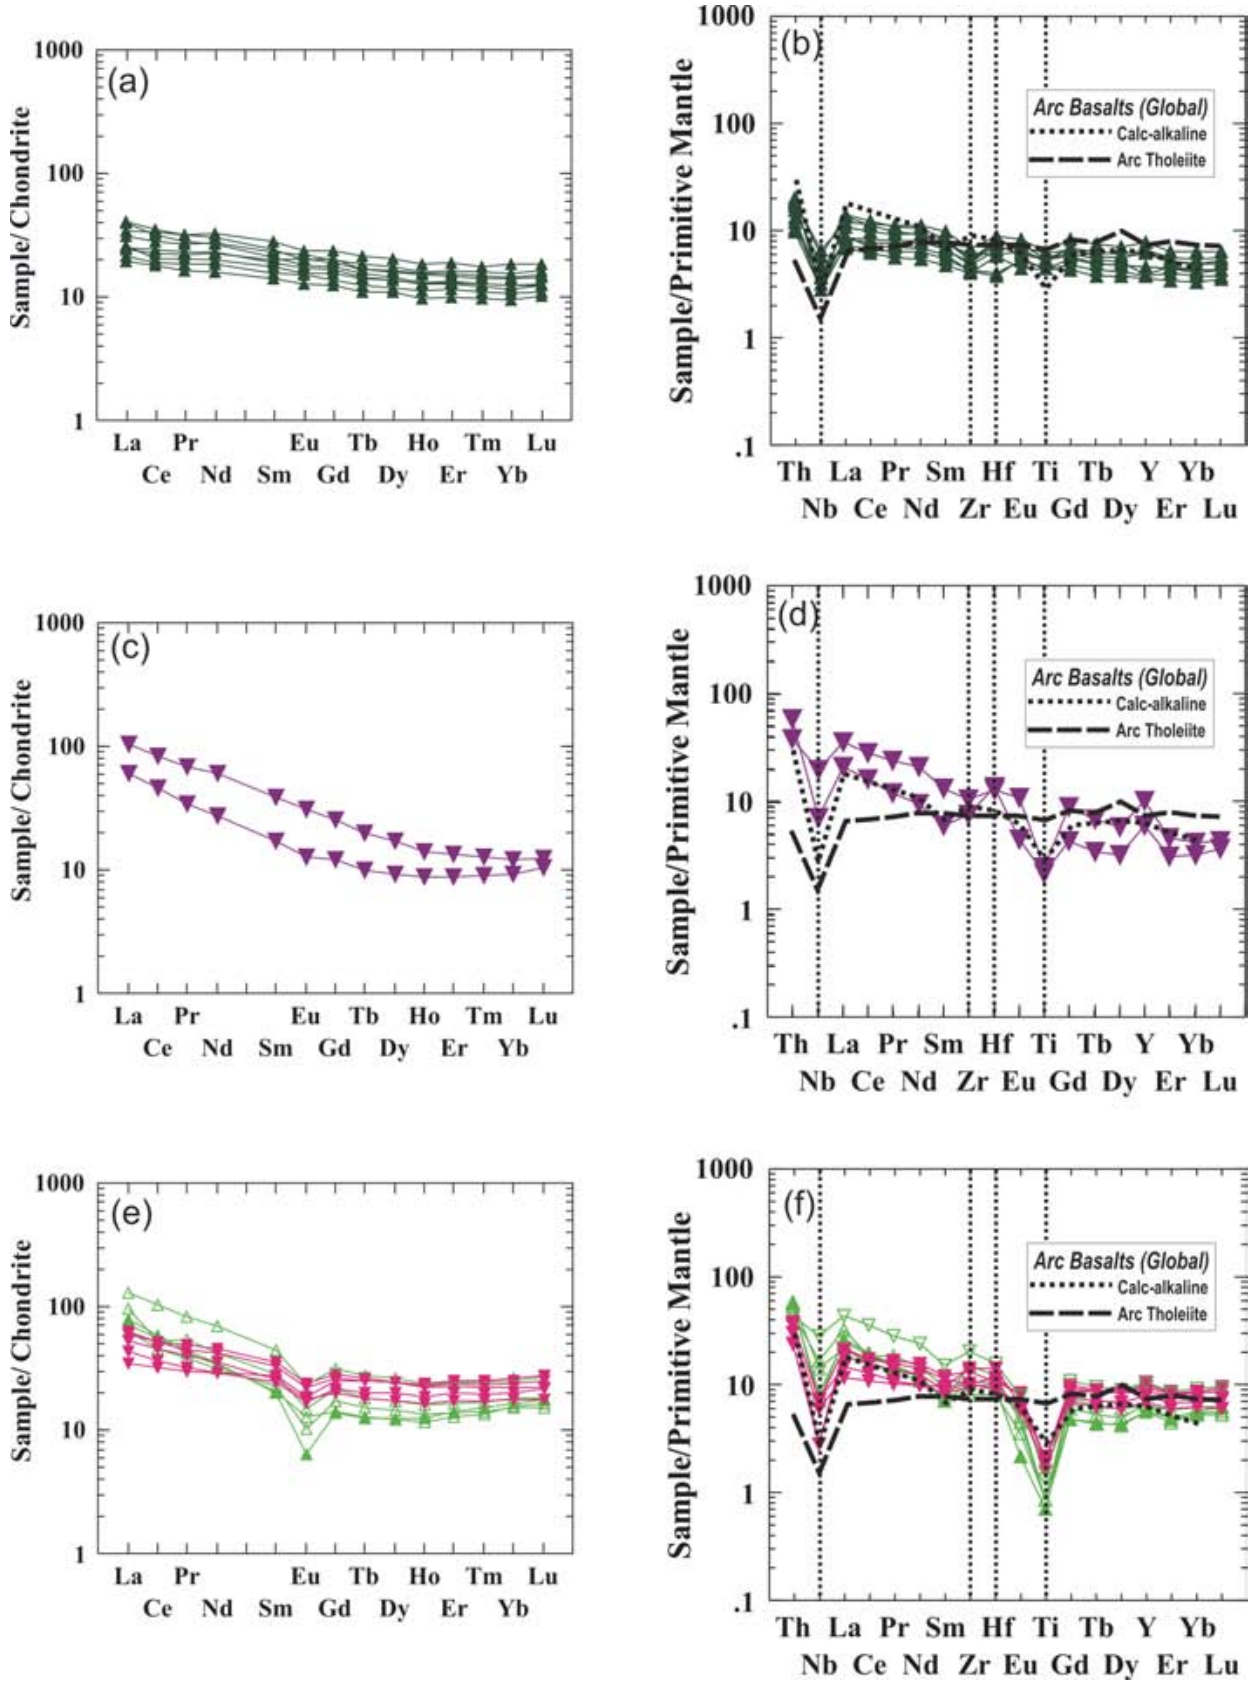 (a)
Sample/ Chondrite
1000
100
10
1
La Pr Eu Tb Ho Tm Lu
Ce Nd Sm Gd Dy Er Yb
(b)
Sample/Primitive Mantle
1000
100
10
1
.1
Arc Basalts (Global)
Calc-alkaline
Arc Tholeiite
Th La Pr Sm Hf Ti Tb Y Yb
Nb Ce Nd Zr Eu Gd Dy Er Lu
(c)
Sample/ Chondrite
1000
100
10
1
La Pr Eu Tb Ho Tm Lu
Ce Nd Sm Gd Dy Er Yb
(d)
Sample/Primitive Mantle
1000
100
10
1
.1
Arc Basalts (Global)
Calc-alkaline
Arc Tholeiite
Th La Pr Sm Hf Ti Tb Y Yb
Nb Ce Nd Zr Eu Gd Dy Er Lu
(e)
Sample/ Chondrite
1000
100
10
1
La Pr Eu Tb Ho Tm Lu
Ce Nd Sm Gd Dy Er Yb
(f)
Sample/Primitive Mantle
1000
100
10
1
.1
Arc Basalts (Global)
Calc-alkaline
Arc Tholeiite
Th La Pr Sm Hf Ti Tb Y Yb
Nb Ce Nd Zr Eu Gd Dy Er Lu